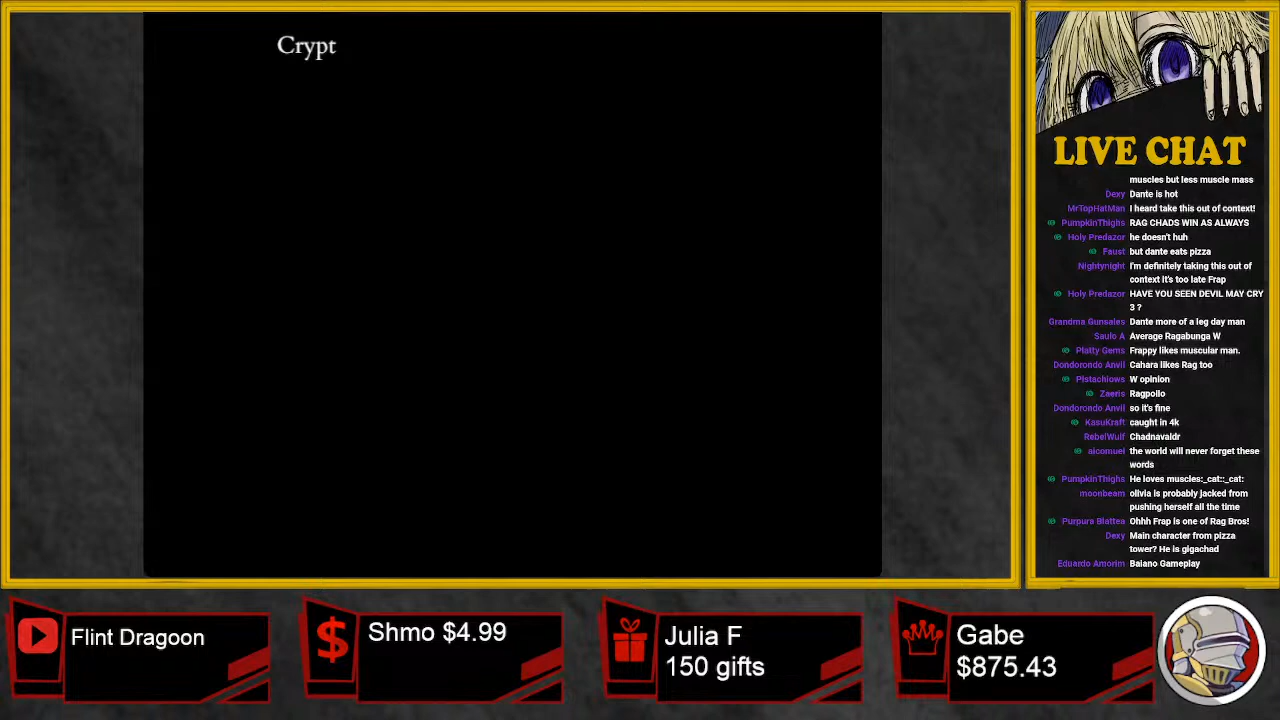 Crypt
LIVE CHAT
muscles but less muscle mass
Dexy Dante is hot
MrTopHatMan I heard take this out of context!
PumpkinThighs RAG CHADS WIN AS ALWAYS
Holy Predazor he doesn't huh
Faust but dante eats pizza
Nightynight I'm definitely taking this out of
context it's too late Frap
Holy Predazor HAVE YOU SEEN DEVIL MAY CRY
3 ?
Grandma Gunsales Dante more of a leg day man
Saulo A Average Ragabunga W
Platty Gems Frappy likes muscular man.
Dondorondo Anvil Cahara likes Rag too
Pistachiows W opinion
Zaeris Ragpollo
Dondorondo Anvil so it's fine
KasuKraft caught in 4k
RebelWulf Chadnavaldr
aicomuei the world will never forget these
words
PumpkinThighs He loves muscles:_cat::_cat:
moonbeam olivia is probably jacked from
pushing herself all the time
Purpura Blattea Ohhh Frap is one of Rag Bros!
Dexy Main character from pizza
tower? He is gigachad
Eduardo Amorim Baiano Gameplay
Flint Dragoon
$ Shmo $4.99
Julia F
150 gifts
Gabe
$875.43